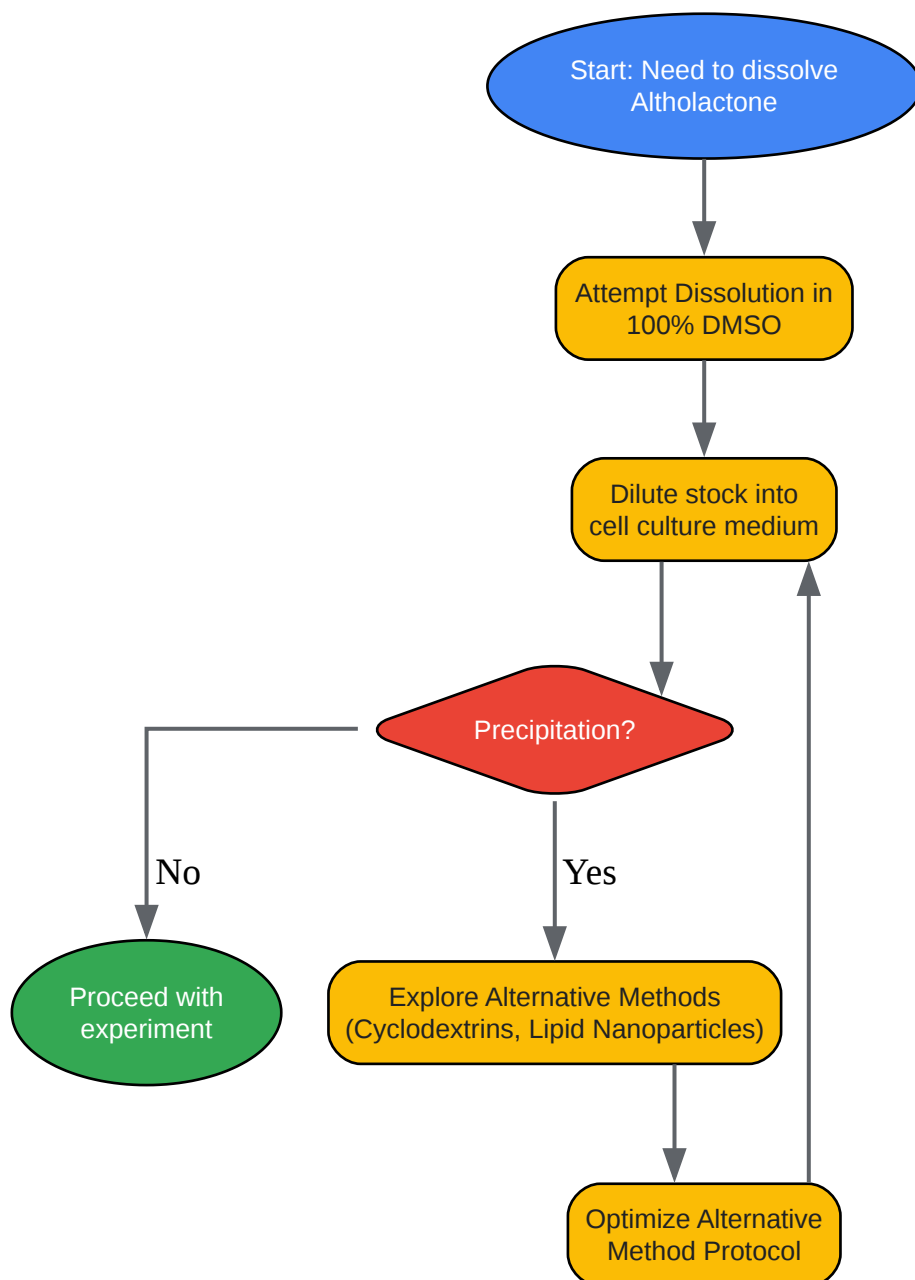 Start: Need to dissolve
Altholactone
Attempt Dissolution in
100% DMSO
Dilute stock into
cell culture medium
Precipitation?
No
Yes
Proceed with
experiment
Explore Alternative Methods
(Cyclodextrins, Lipid Nanoparticles)
Optimize Alternative
Method Protocol